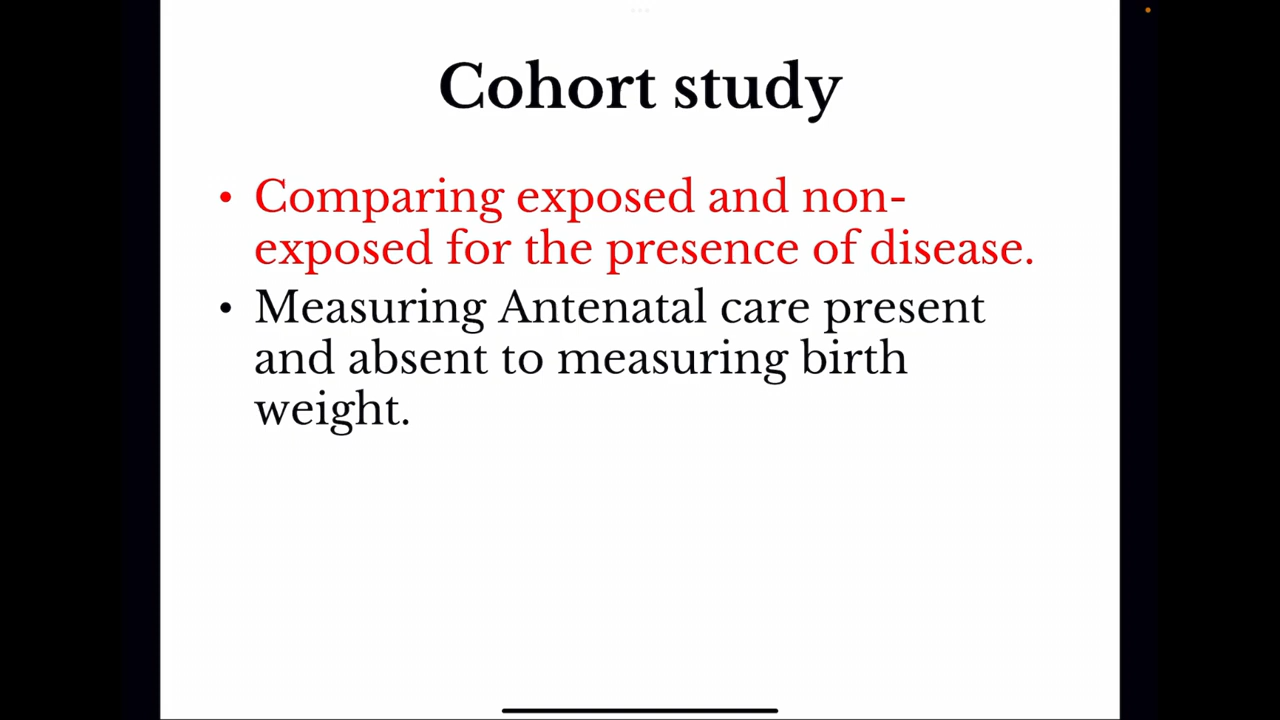 Cohort study
• Comparing exposed and non-
exposed for the presence of disease.
• Measuring Antenatal care present
and absent to measuring birth
weight.